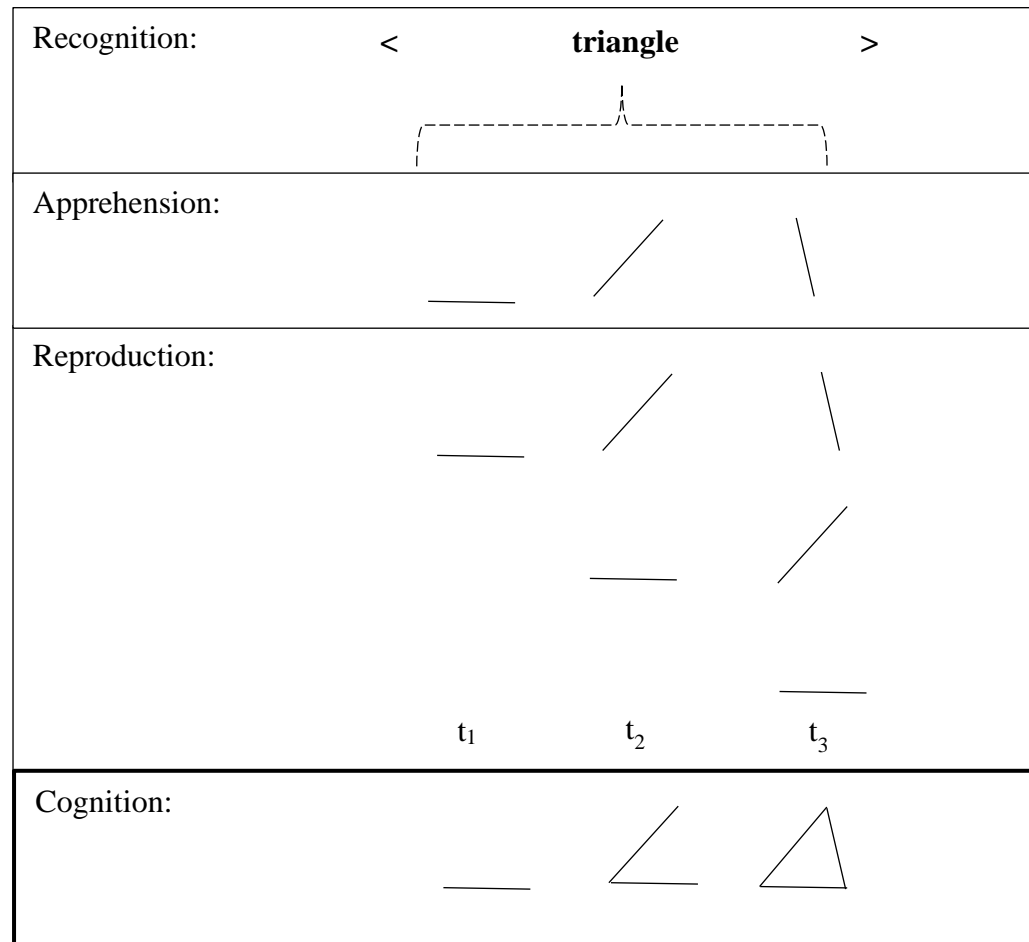 Recognition: < triangle >
Apprehension:
Reproduction:
t₁ t₂ t₃
Cognition: